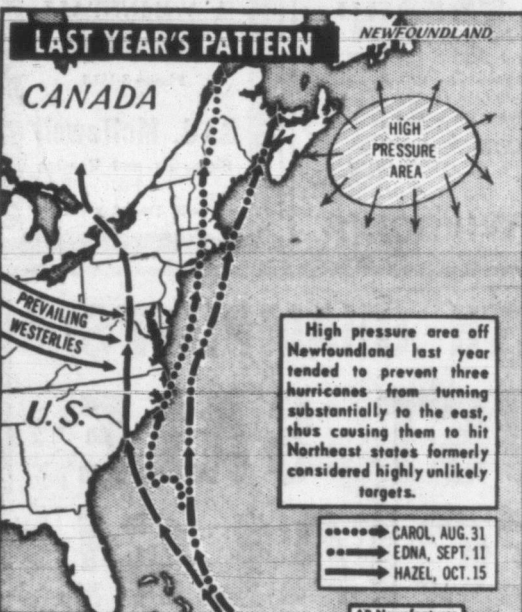 LAST YEAR'S PATTERN
NEWFOUNDLAND
CANADA
HIGH
PRESSURE
AREA
PREVAILING
WESTERLIES
U.S.
High pressure area off
Newfoundland last year
tended to prevent three
hurricanes from turning
substantially to the east,
thus causing them to hit
Northeast states formerly
considered highly unlikely
targets.
CAROL, AUG. 31
EDNA, SEPT. 11
HAZEL, OCT. 15